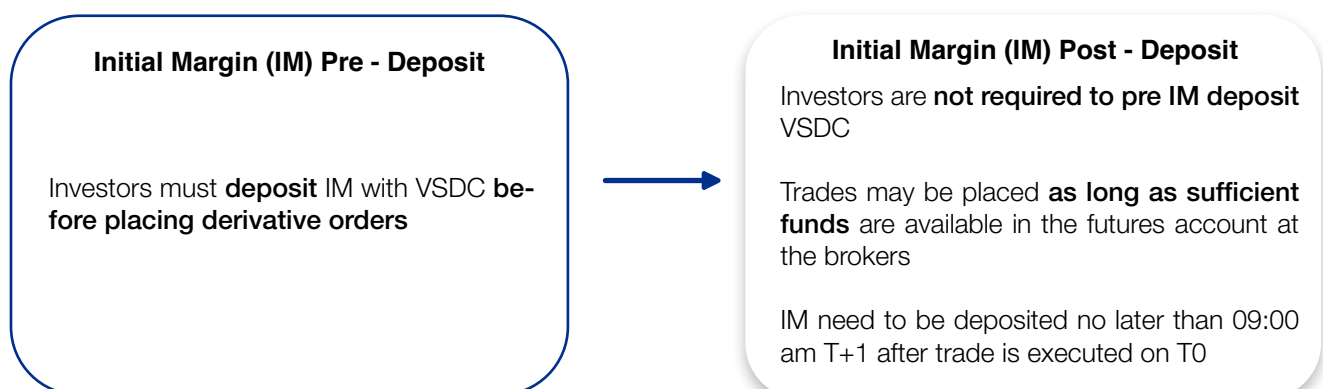 Initial Margin (IM) Pre - Deposit
Investors must deposit IM with VSDC be-
fore placing derivative orders
Initial Margin (IM) Post - Deposit
Investors are not required to pre IM deposit
VSDC
Trades may be placed as long as sufficient
funds are available in the futures account at
the brokers
IM need to be deposited no later than 09:00
am T+1 after trade is executed on T0